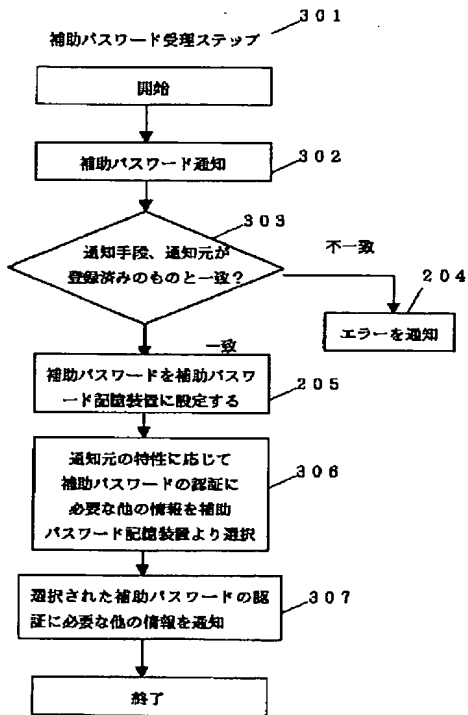 301
補助パスワード受理ステップ
開始
補助パスワード通知
302
303
通知手段、通知元が
登録済みのものと一致？
不一致
204
エラーを通知
一致
補助パスワードを補助パスワ
ード記憶装置に設定する
205
通知元の特性に応じて
補助パスワードの認証に
必要な他の情報を補助
パスワード記憶装置より選択
306
選択された補助パスワードの認
証に必要な他の情報を通知
307
終了